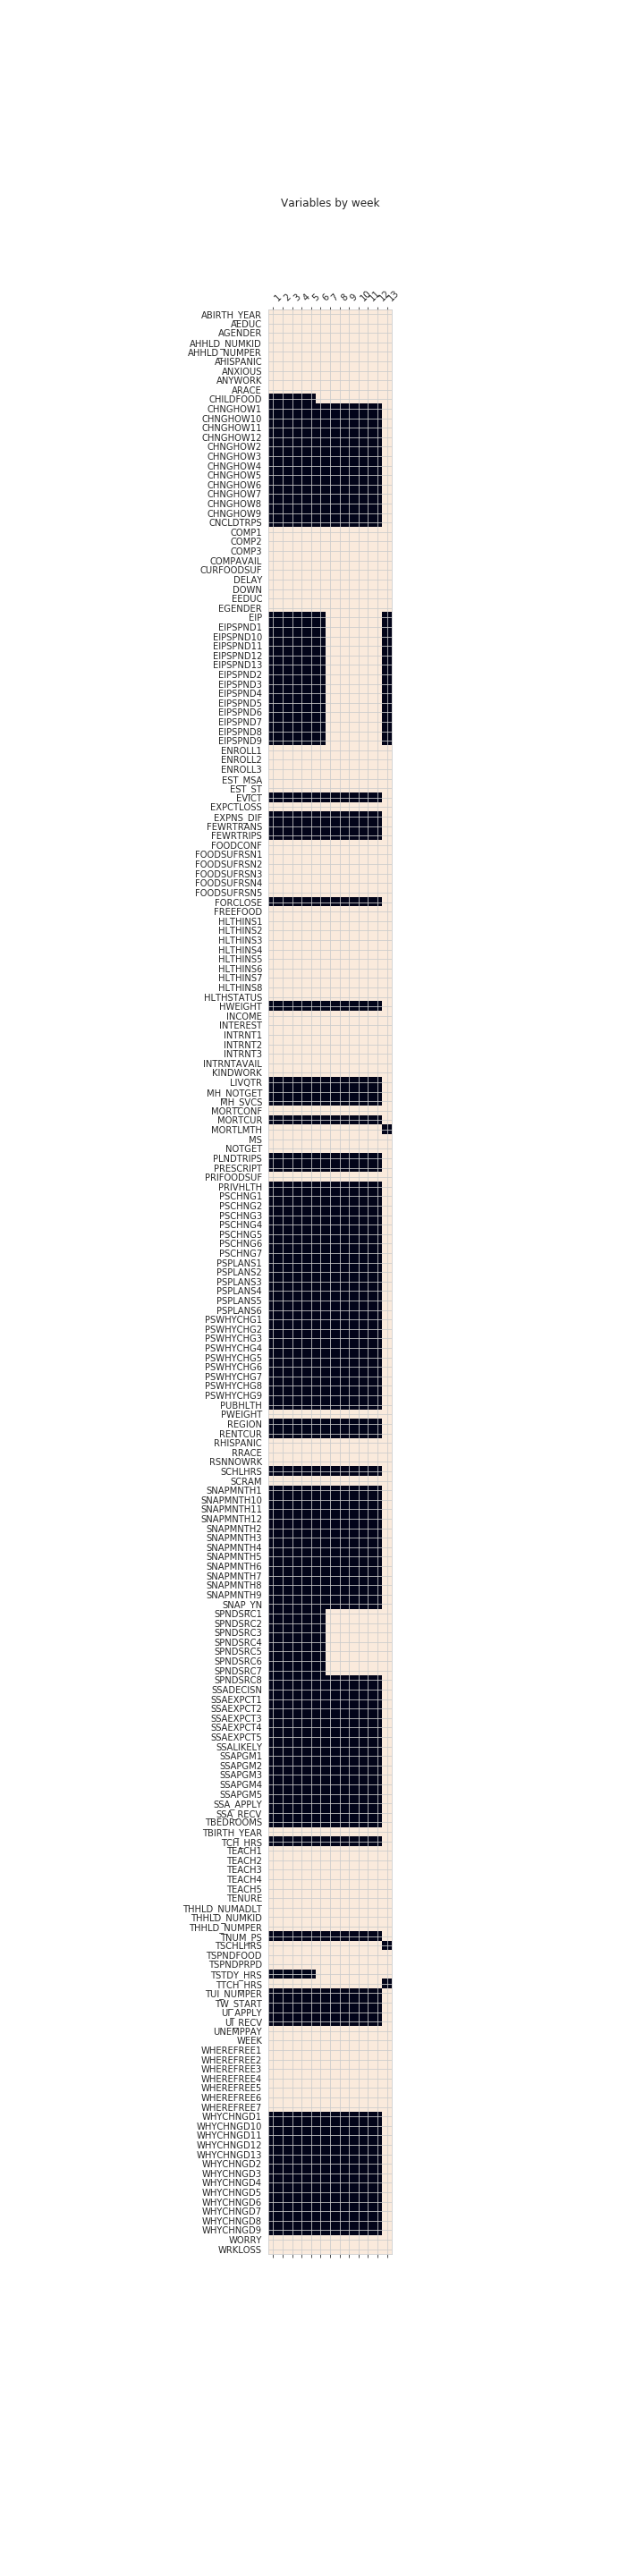 Variables by week
1 2 3 4 5 6 7 8 9 10 11 12 13
ABIRTH_YEAR
AEDUC
AGENDER
AHHLD_NUMKID
AHHLD_NUMPER
AHISPANIC
ANXIOUS
ANYWORK
ARACE
CHILDFOOD
CHNGHOW1
CHNGHOW10
CHNGHOW11
CHNGHOW12
CHNGHOW2
CHNGHOW3
CHNGHOW4
CHNGHOW5
CHNGHOW6
CHNGHOW7
CHNGHOW8
CHNGHOW9
CNCLDTRPS
COMP1
COMP2
COMP3
COMPAVAIL
CURFOODSUF
DELAY
DOWN
EEDUC
EGENDER
EIP
EIPSPND1
EIPSPND10
EIPSPND11
EIPSPND12
EIPSPND13
EIPSPND2
EIPSPND3
EIPSPND4
EIPSPND5
EIPSPND6
EIPSPND7
EIPSPND8
EIPSPND9
ENROLL1
ENROLL2
ENROLL3
EST_MSA
EST_ST
EVICT
EXPCTLOSS
EXPNS_DIF
FEWRTRANS
FEWRTRIPS
FOODCONF
FOODSUFRSN1
FOODSUFRSN2
FOODSUFRSN3
FOODSUFRSN4
FOODSUFRSN5
FORCLOSE
FREEFOOD
HLTHINS1
HLTHINS2
HLTHINS3
HLTHINS4
HLTHINS5
HLTHINS6
HLTHINS7
HLTHINS8
HLTHSTATUS
HWEIGHT
INCOME
INTEREST
INTRNT1
INTRNT2
INTRNT3
INTRNTAVAIL
KINDWORK
LIVQTR
MH_NOTGET
MH_SVCS
MORTCONF
MORTCUR
MORTLMTH
MS
NOTGET
PLNDTRIPS
PRESCRIPT
PRIFOODSUF
PRIVHLTH
PSCHNG1
PSCHNG2
PSCHNG3
PSCHNG4
PSCHNG5
PSCHNG6
PSCHNG7
PSPLANS1
PSPLANS2
PSPLANS3
PSPLANS4
PSPLANS5
PSPLANS6
PSWHYCHG1
PSWHYCHG2
PSWHYCHG3
PSWHYCHG4
PSWHYCHG5
PSWHYCHG6
PSWHYCHG7
PSWHYCHG8
PSWHYCHG9
PUBHLTH
PWEIGHT
REGION
RENTCUR
RHISPANIC
RRACE
RSNNOWRK
SCHLHRS
SCRAM
SNAPMNTH1
SNAPMNTH10
SNAPMNTH11
SNAPMNTH12
SNAPMNTH2
SNAPMNTH3
SNAPMNTH4
SNAPMNTH5
SNAPMNTH6
SNAPMNTH7
SNAPMNTH8
SNAPMNTH9
SNAP_YN
SPNDSRC1
SPNDSRC2
SPNDSRC3
SPNDSRC4
SPNDSRC5
SPNDSRC6
SPNDSRC7
SPNDSRC8
SSADECISN
SSAEXPCT1
SSAEXPCT2
SSAEXPCT3
SSAEXPCT4
SSAEXPCT5
SSALIKELY
SSAPGM1
SSAPGM2
SSAPGM3
SSAPGM4
SSAPGM5
SSA_APPLY
SSA_RECV
TBEDROOMS
TBIRTH_YEAR
TCH_HRS
TEACH1
TEACH2
TEACH3
TEACH4
TEACH5
TENURE
THHLD_NUMADLT
THHLD_NUMKID
THHLD_NUMPER
TNUM_PS
TSCHLHRS
TSPNDFOOD
TSPNDPRPD
TSTDY_HRS
TTCH_HRS
TUI_NUMPER
TW_START
UI_APPLY
UI_RECV
UNEMPPAY
WEEK
WHEREFREE1
WHEREFREE2
WHEREFREE3
WHEREFREE4
WHEREFREE5
WHEREFREE6
WHEREFREE7
WHYCHNGD1
WHYCHNGD10
WHYCHNGD11
WHYCHNGD12
WHYCHNGD13
WHYCHNGD2
WHYCHNGD3
WHYCHNGD4
WHYCHNGD5
WHYCHNGD6
WHYCHNGD7
WHYCHNGD8
WHYCHNGD9
WORRY
WRKLOSS